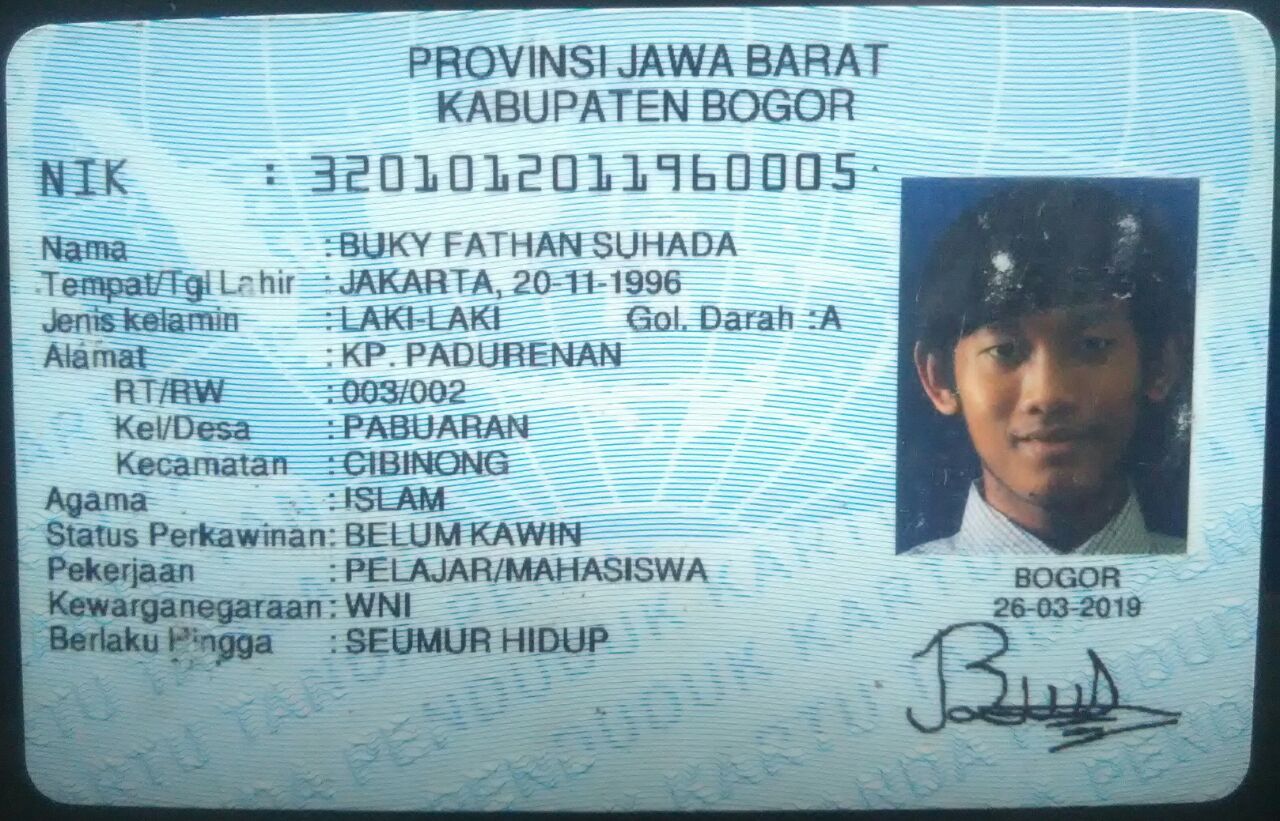 PROVINSI JAWA BARAT
KABUPATEN BOGOR
NIK : 3201012011960005
Nama : BUKY FATHAN SUHADA
Tempat/Tgl Lahir : JAKARTA, 20-11-1996
Jenis kelamin : LAKI-LAKI Gol. Darah : A
Alamat : KP. PADURENAN
RT/RW : 003/002
Kel/Desa : PABUARAN
Kecamatan : CIBINONG
Agama : ISLAM
Status Perkawinan: BELUM KAWIN
Pekerjaan : PELAJAR/MAHASISWA
Kewarganegaraan : WNI
Berlaku Hingga : SEUMUR HIDUP
BOGOR
26-03-2019